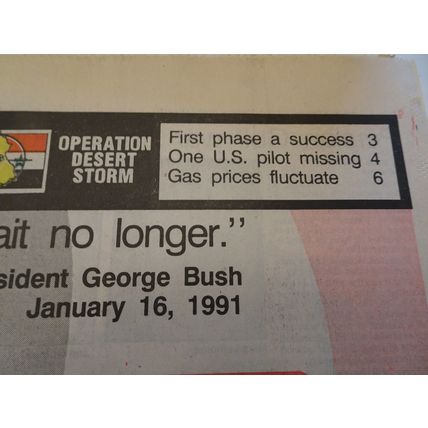 OPERATION
DESERT
STORM
First phase a success 3
One U.S. pilot missing 4
Gas prices fluctuate 6
ait no longer."
sident George Bush
January 16, 1991